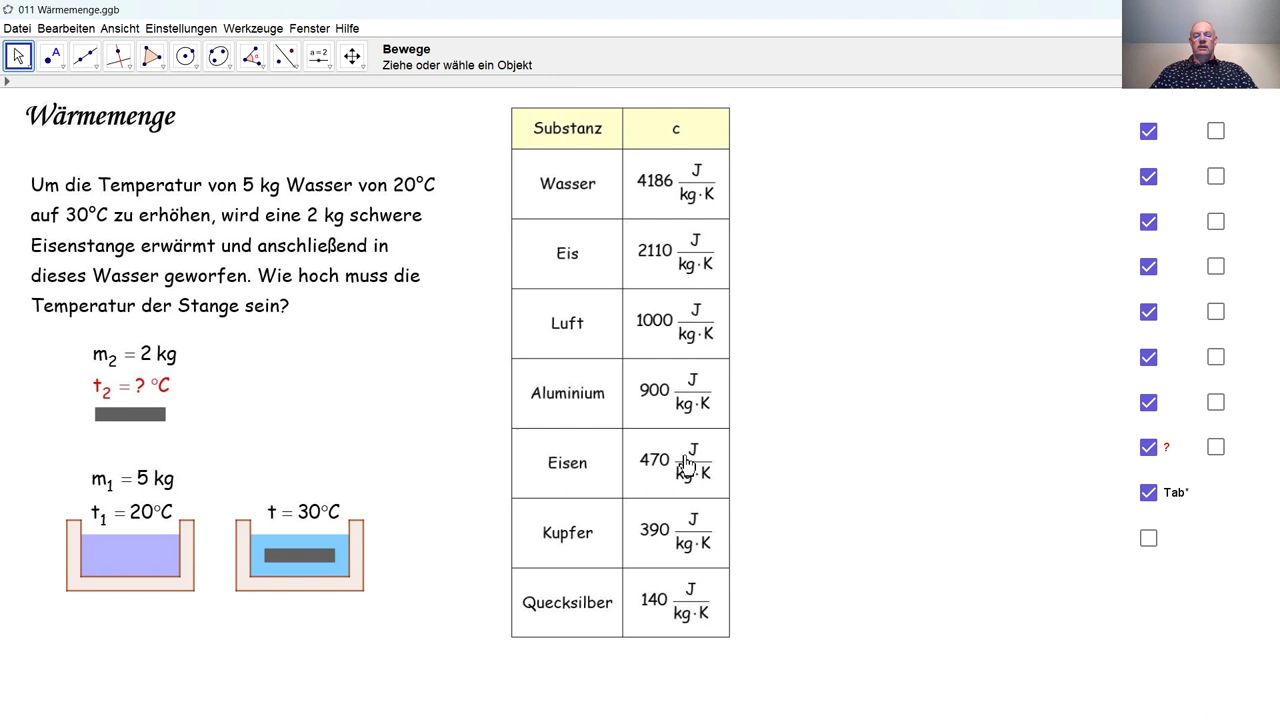 011 Wärmemenge.ggb
Datei Bearbeiten Ansicht Einstellungen Werkzeuge Fenster Hilfe
A
a=2
Bewege
Ziehe oder wähle ein Objekt
Wärmemenge
Um die Temperatur von 5 kg Wasser von 20°C
auf 30°C zu erhöhen, wird eine 2 kg schwere
Eisenstange erwärmt und anschließend in
dieses Wasser geworfen. Wie hoch muss die
Temperatur der Stange sein?
m₂ = 2 kg
t₂ = ? °C
m₁ = 5 kg
t₁ = 20°C
t = 30°C
Substanz c
Wasser 4186 J/kg·K
Eis 2110 J/kg·K
Luft 1000 J/kg·K
Aluminium 900 J/kg·K
Eisen 470 J/kg·K
Kupfer 390 J/kg·K
Quecksilber 140 J/kg·K
?
Tab*